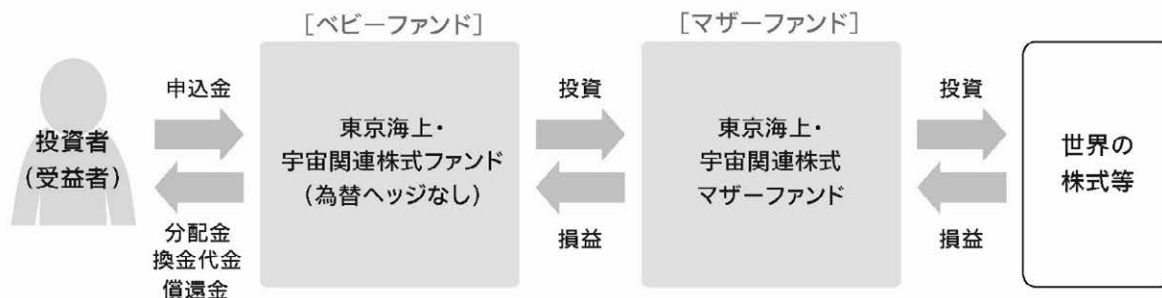 [ベビーファンド]
[マザーファンド]
投資者
(受益者)
申込金
分配金
換金代金
償還金
東京海上・
宇宙関連株式ファンド
(為替ヘッジなし)
投資
損益
東京海上・
宇宙関連株式
マザーファンド
投資
損益
世界の
株式等